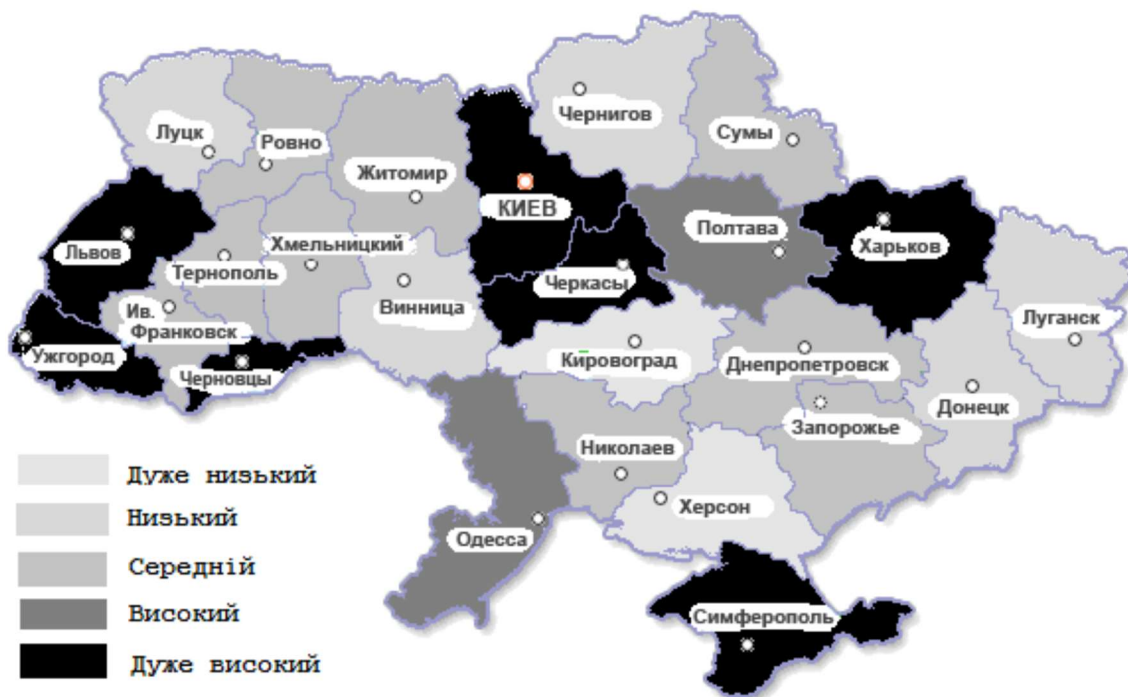 Чернигов
Сумы
Луцк
Ровно
Житомир
КИЕВ
Полтава
Харьков
Львов
Хмельницкий
Тернополь
Черкасы
Винница
Ив.
Франковск
Луганск
Ужгород
Кировоград
Днепропетровск
Черновцы
Донецк
Запорожье
Николаев
Херсон
Одесса
Симферополь
Дуже низький
Низький
Середній
Високий
Дуже високий